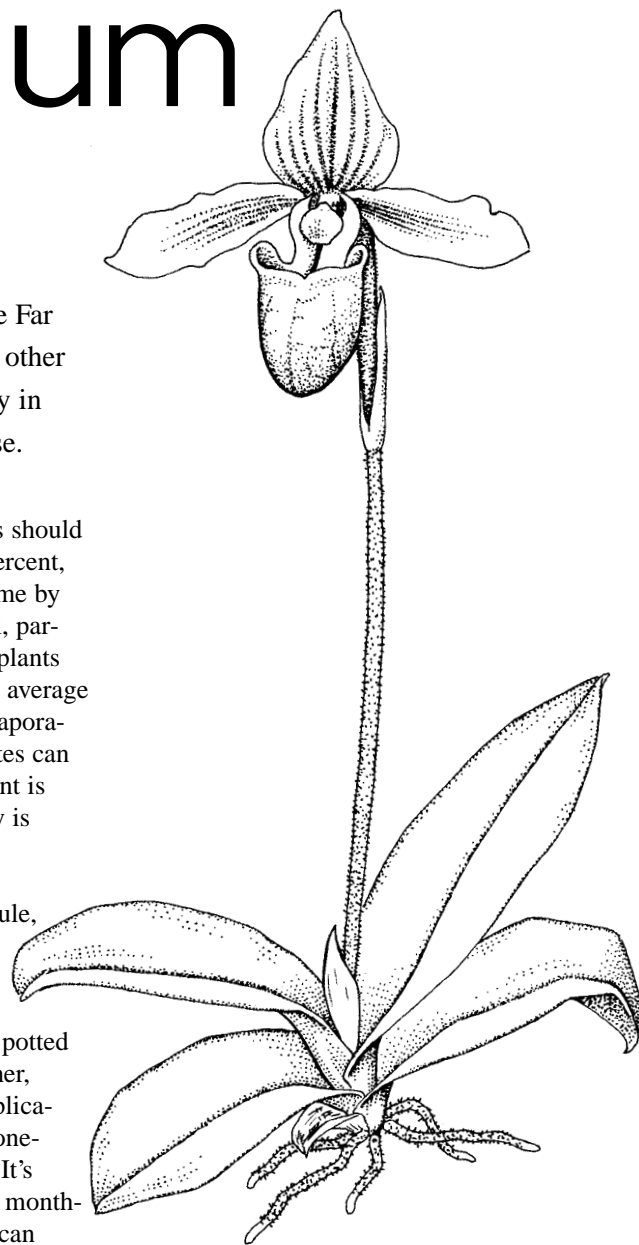 um
e Far
other
y in
se.
s should
ercent,
me by
, par-
plants
average
apora-
tes can
nt is
y is
ule,
potted
her,
plica-
one-
It's
month-
can